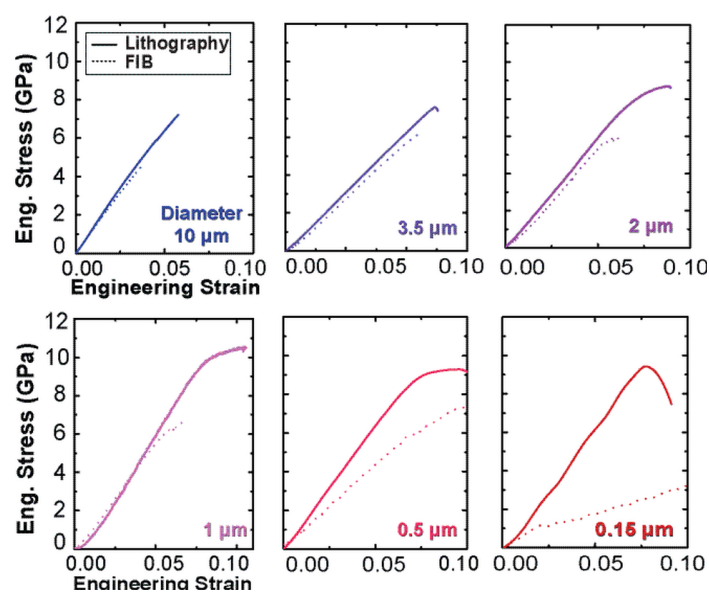 12
10
8
6
4
2
0
Eng. Stress (GPa)
Lithography
FIB
Diameter
10 µm
0.00 0.05 0.10
Engineering Strain
3.5 µm
0.00 0.05 0.10
2 µm
0.00 0.05 0.10
12
10
8
6
4
2
0
Eng. Stress (GPa)
1 µm
0.00 0.05 0.10
Engineering Strain
0.5 µm
0.00 0.05 0.10
0.15 µm
0.00 0.05 0.10